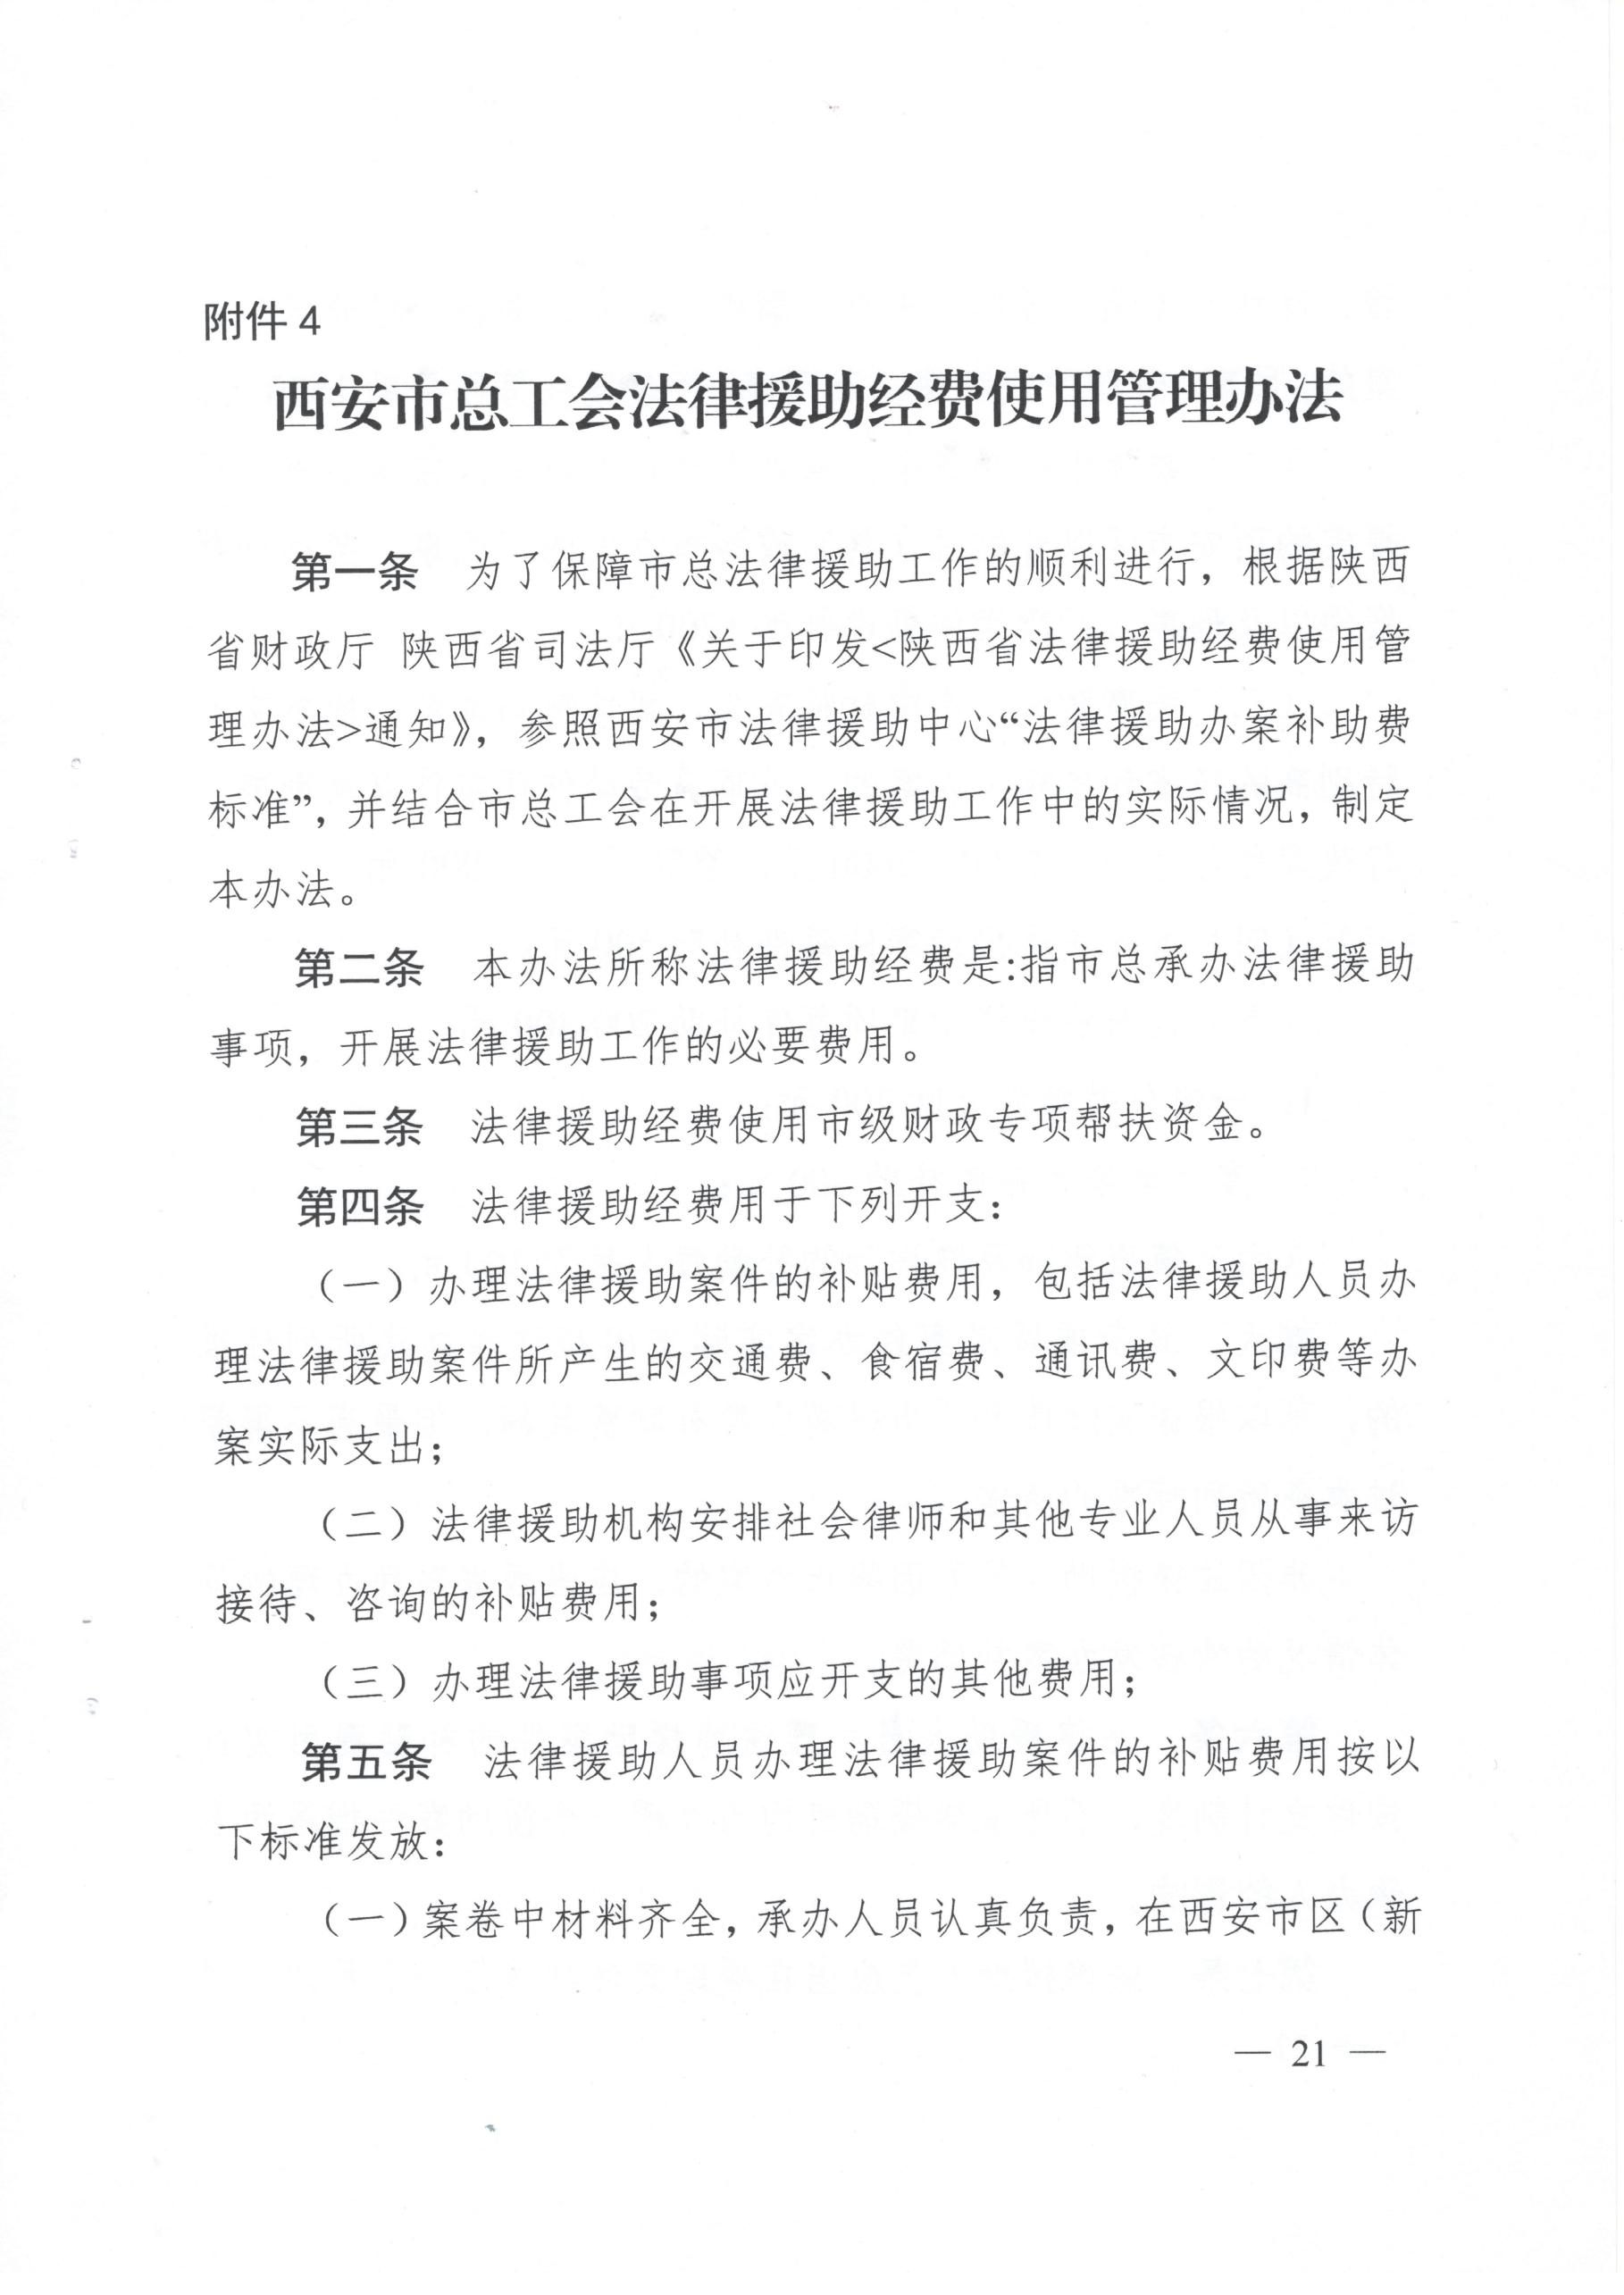 附件 4
西安市总工会法律援助经费使用管理办法
第一条 为了保障市总法律援助工作的顺利进行，根据陕西
省财政厅 陕西省司法厅《关于印发<陕西省法律援助经费使用管
理办法>通知》，参照西安市法律援助中心“法律援助办案补助费
标准”，并结合市总工会在开展法律援助工作中的实际情况，制定
本办法。
第二条 本办法所称法律援助经费是:指市总承办法律援助
事项，开展法律援助工作的必要费用。
第三条 法律援助经费使用市级财政专项帮扶资金。
第四条 法律援助经费用于下列开支：
（一）办理法律援助案件的补贴费用，包括法律援助人员办
理法律援助案件所产生的交通费、食宿费、通讯费、文印费等办
案实际支出；
（二）法律援助机构安排社会律师和其他专业人员从事来访
接待、咨询的补贴费用；
（三）办理法律援助事项应开支的其他费用；
第五条 法律援助人员办理法律援助案件的补贴费用按以
下标准发放：
（一）案卷中材料齐全，承办人员认真负责，在西安市区（新
— 21 —